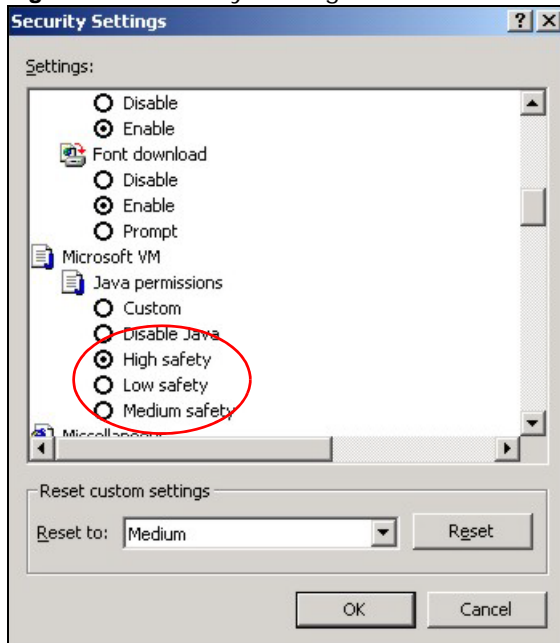 Security Settings
Settings:
Disable
Enable
Font download
Disable
Enable
Prompt
Microsoft VM
Java permissions
Custom
Disable Java
High safety
Low safety
Medium safety
Miscellaneous
Reset custom settings
Reset to: Medium Reset
OK Cancel